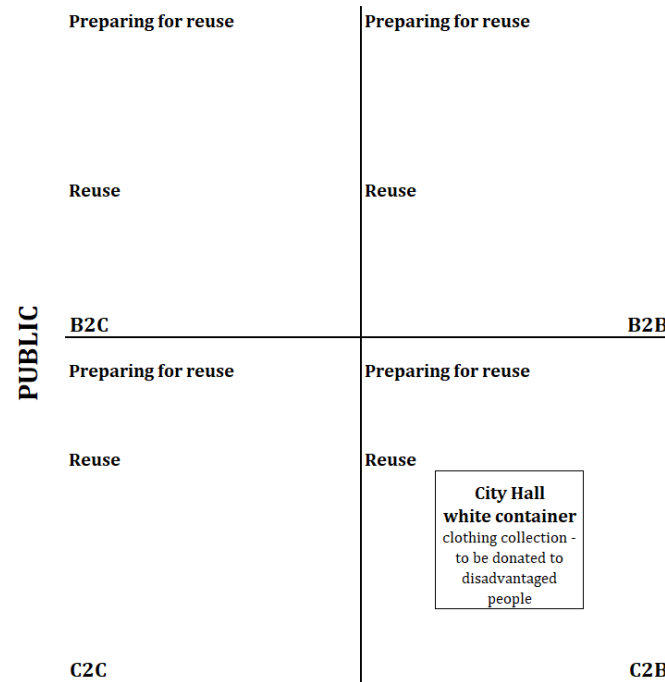 Preparing for reuse
Preparing for reuse
Reuse
Reuse
PUBLIC
B2C
B2B
Preparing for reuse
Preparing for reuse
Reuse
Reuse
City Hall
white container
clothing collection -
to be donated to
disadvantaged
people
C2C
C2B